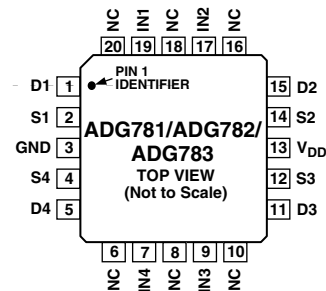 NC IN1 NC IN2 NC
20 19 18 17 16
PIN 1
IDENTIFIER
D1 1
15 D2
S1 2
14 S2
ADG781/ADG782/
ADG783
GND 3
13 VDD
TOP VIEW
(Not to Scale)
S4 4
12 S3
D4 5
11 D3
6 7 8 9 10
NC IN4 NC IN3 NC